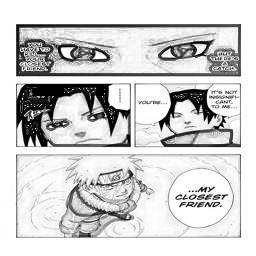 BUT
THERE'S
A
CATCH.
YOU
HAVE TO
KILL
YOUR
CLOSEST
FRIEND.
IT'S NOT
INSIGNIFI-
CANT,
TO ME...
YOU'RE...
......
...MY
CLOSEST
FRIEND.